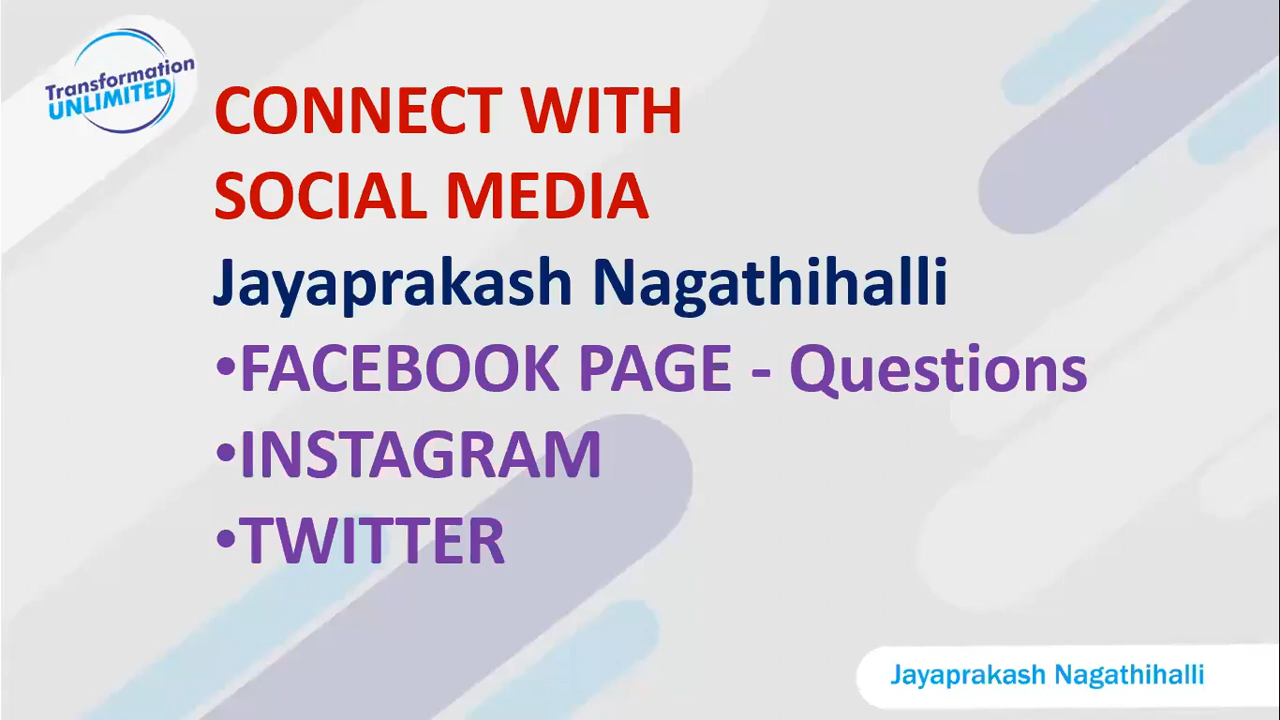 Transformation
UNLIMITED
CONNECT WITH
SOCIAL MEDIA
Jayaprakash Nagathihalli
•FACEBOOK PAGE - Questions
•INSTAGRAM
•TWITTER
Jayaprakash Nagathihalli